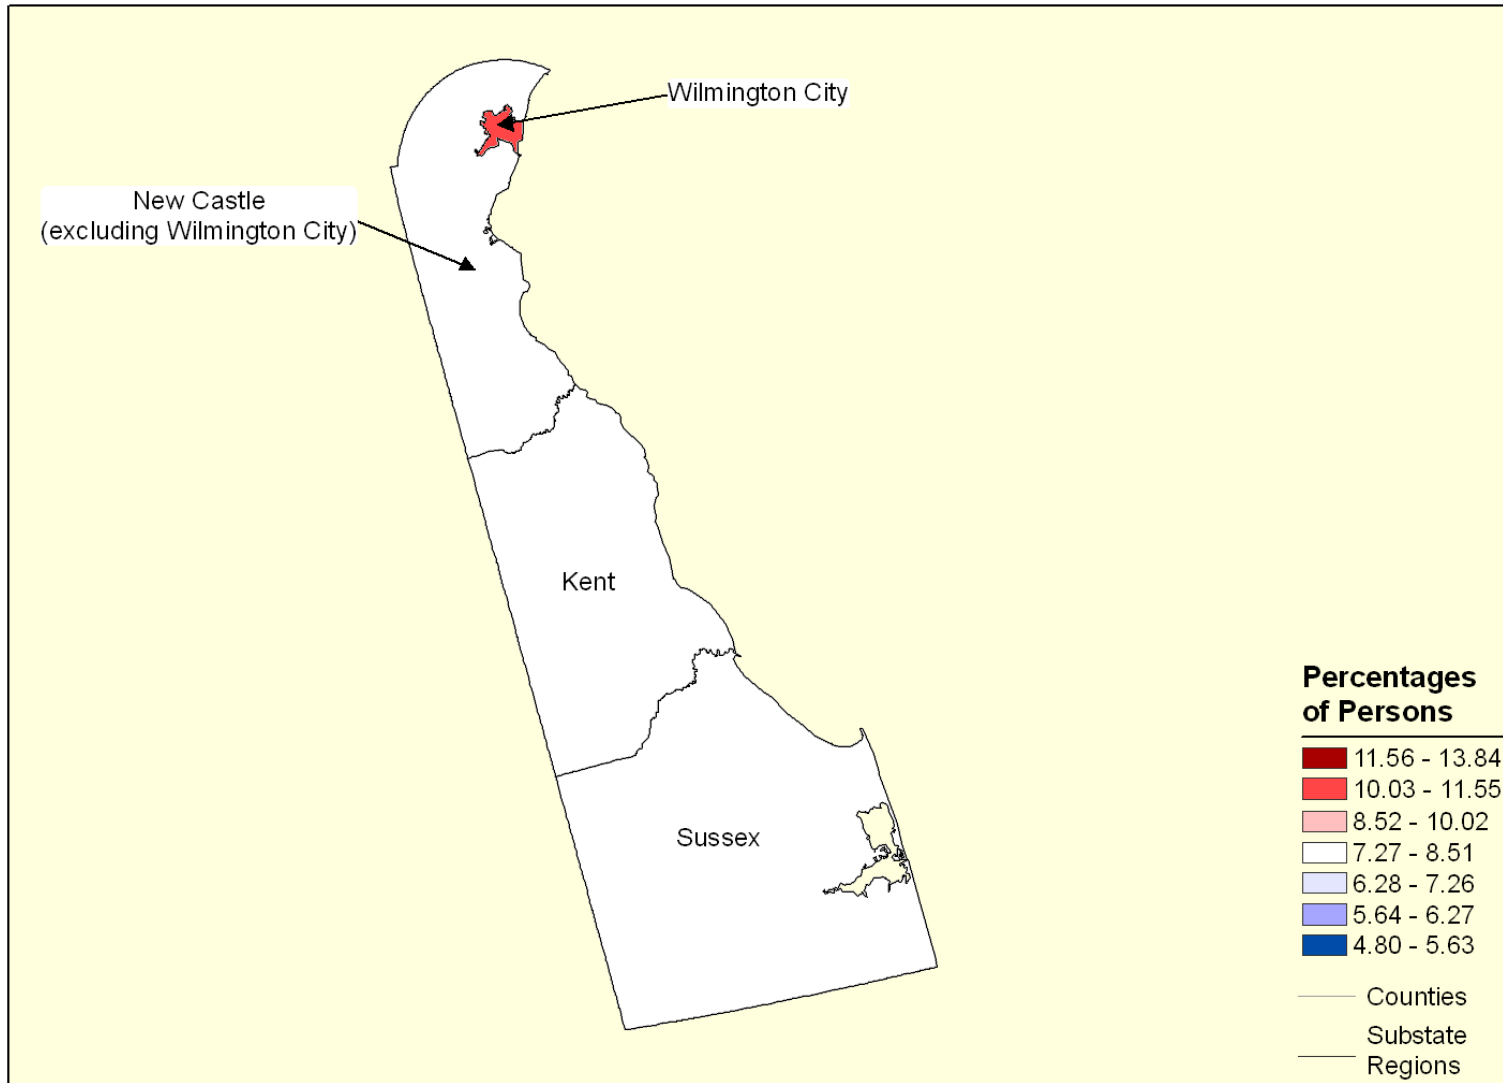 Wilmington City
New Castle
(excluding Wilmington City)
Kent
Sussex
Percentages
of Persons
11.56 - 13.84
10.03 - 11.55
8.52 - 10.02
7.27 - 8.51
6.28 - 7.26
5.64 - 6.27
4.80 - 5.63
Counties
Substate
Regions